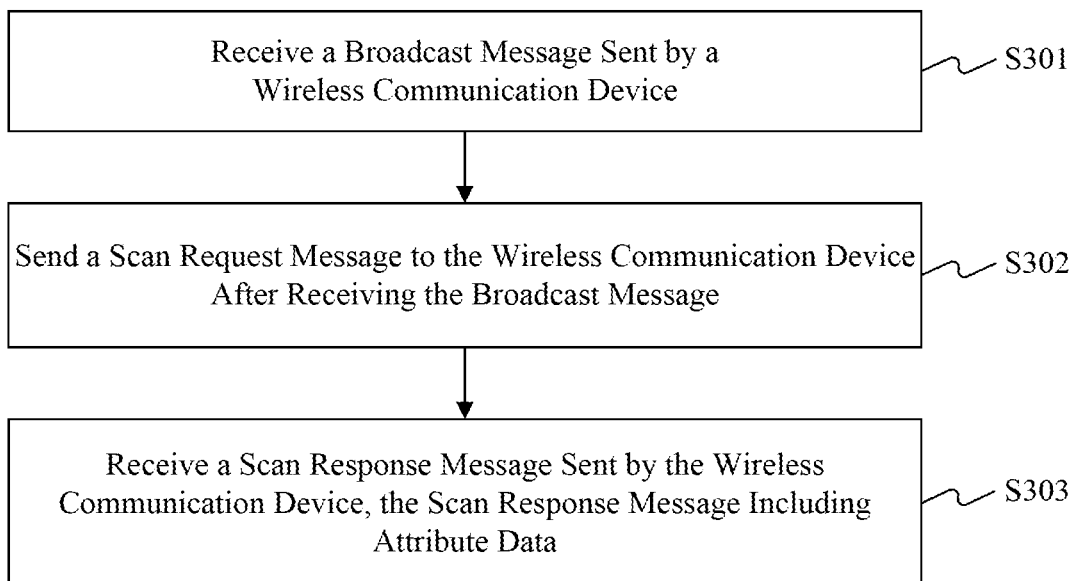 Receive a Broadcast Message Sent by a
Wireless Communication Device
S301
Send a Scan Request Message to the Wireless Communication Device
After Receiving the Broadcast Message
S302
Receive a Scan Response Message Sent by the Wireless
Communication Device, the Scan Response Message Including
Attribute Data
S303